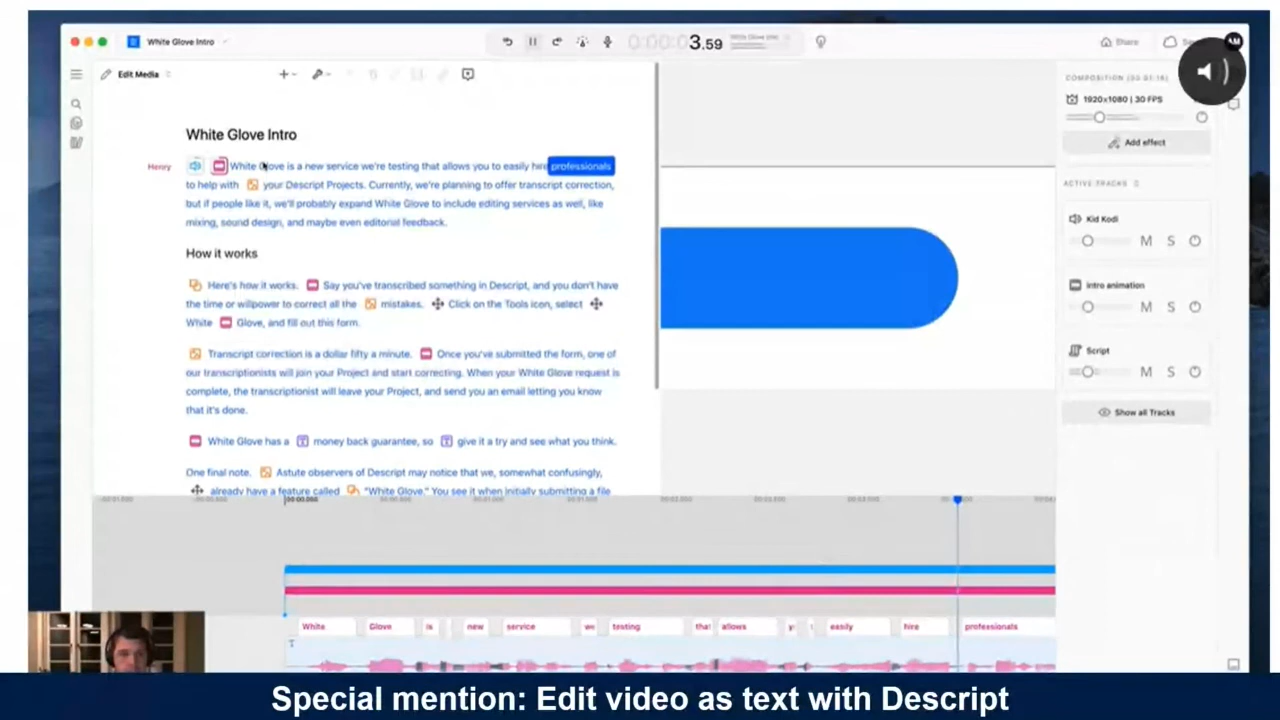 White Glove Intro
3.59
Share
AM
Edit Media
COMPOSITION (00:01:16)
1920x1080 | 30 FPS
Add effect
ACTIVE TRACKS
Kid Kodi
M S
Intro animation
M S
Script
M S
Show all Tracks
White Glove Intro
Henry
White Glove is a new service we're testing that allows you to easily hire professionals
to help with your Descript Projects. Currently, we're planning to offer transcript correction,
but if people like it, we'll probably expand White Glove to include editing services as well, like
mixing, sound design, and maybe even editorial feedback.
How it works
Here's how it works. Say you've transcribed something in Descript, and you don't have
the time or willpower to correct all the mistakes. Click on the Tools icon, select
White Glove, and fill out this form.
Transcript correction is a dollar fifty a minute. Once you've submitted the form, one of
our transcriptionists will join your Project and start correcting. When your White Glove request is
complete, the transcriptionist will leave your Project, and send you an email letting you know
that it's done.
White Glove has a money back guarantee, so give it a try and see what you think.
One final note. Astute observers of Descript may notice that we, somewhat confusingly,
already have a feature called "White Glove." You see it when initially submitting a file
White Glove is new service we testing that allows y easily hire professionals
Special mention: Edit video as text with Descript